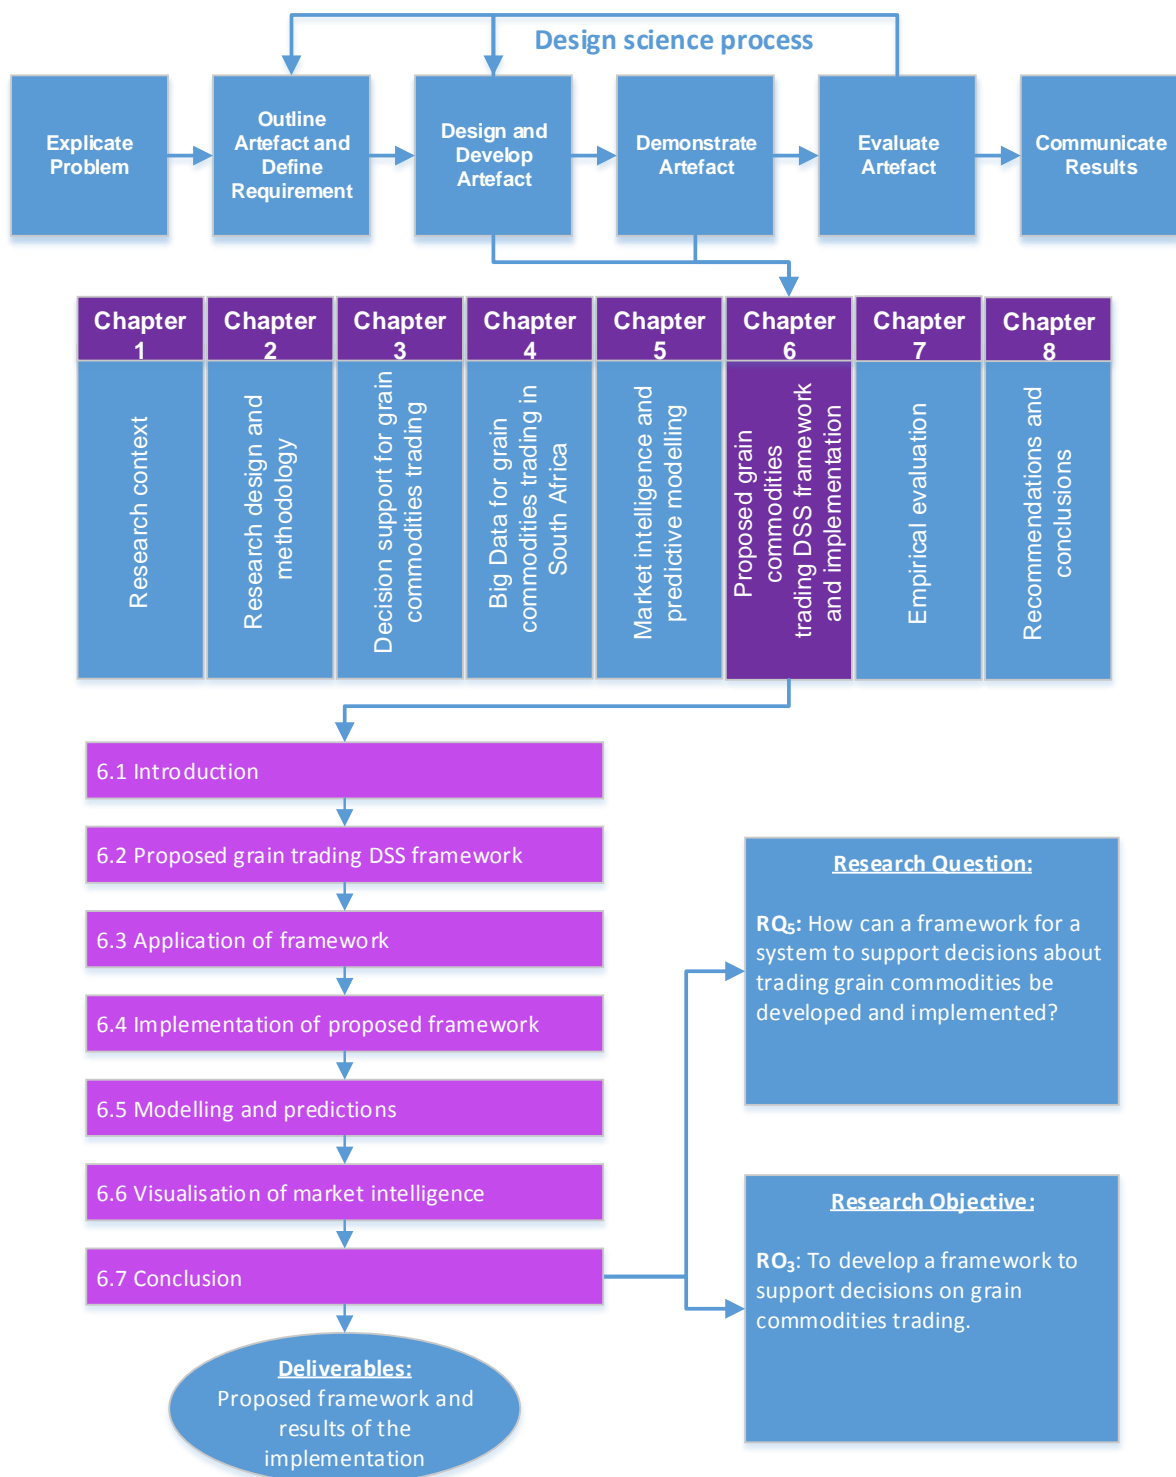 Design science process
Explicate
Problem
Outline
Artefact and
Define
Requirement
Design and
Develop
Artefact
Demonstrate
Artefact
Evaluate
Artefact
Communicate
Results
Chapter
1
Chapter
2
Chapter
3
Chapter
4
Chapter
5
Chapter
6
Chapter
7
Chapter
8
Research context
Research design and
methodology
Decision support for grain
commodities trading
Big Data for grain
commodities trading in
South Africa
Market intelligence and
predictive modelling
Proposed grain
commodities
trading DSS framework
and implementation
Empirical evaluation
Recommendations and
conclusions
6.1 Introduction
6.2 Proposed grain trading DSS framework
6.3 Application of framework
6.4 Implementation of proposed framework
6.5 Modelling and predictions
6.6 Visualisation of market intelligence
6.7 Conclusion
Deliverables:
Proposed framework and
results of the
implementation
Research Question:
RQ₅: How can a framework for a
system to support decisions about
trading grain commodities be
developed and implemented?
Research Objective:
RO₃: To develop a framework to
support decisions on grain
commodities trading.